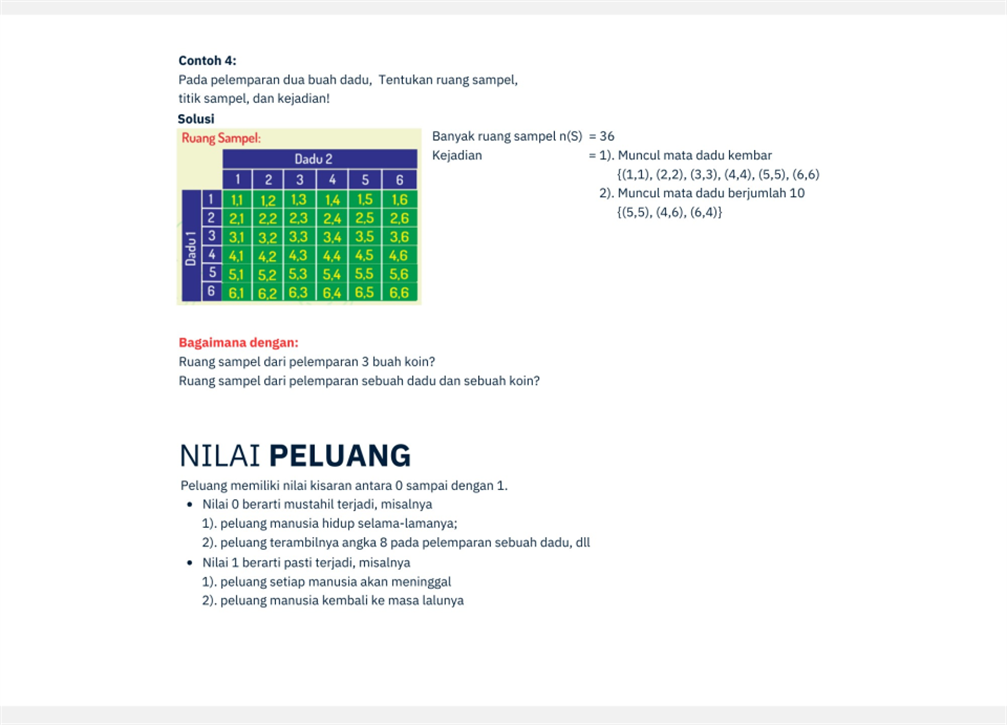 Contoh 4:
Pada pelemparan dua buah dadu,  Tentukan ruang sampel,
titik sampel, dan kejadian!
Solusi
Ruang Sampel:
Dadu 2
1 2 3 4 5 6
Dadu 1
1 1,1 1,2 1,3 1,4 1,5 1,6
2 2,1 2,2 2,3 2,4 2,5 2,6
3 3,1 3,2 3,3 3,4 3,5 3,6
4 4,1 4,2 4,3 4,4 4,5 4,6
5 5,1 5,2 5,3 5,4 5,5 5,6
6 6,1 6,2 6,3 6,4 6,5 6,6
Banyak ruang sampel n(S) = 36
Kejadian = 1). Muncul mata dadu kembar
{(1,1), (2,2), (3,3), (4,4), (5,5), (6,6)
2). Muncul mata dadu berjumlah 10
{(5,5), (4,6), (6,4)}
Bagaimana dengan:
Ruang sampel dari pelemparan 3 buah koin?
Ruang sampel dari pelemparan sebuah dadu dan sebuah koin?
NILAI PELUANG
Peluang memiliki nilai kisaran antara 0 sampai dengan 1.
• Nilai 0 berarti mustahil terjadi, misalnya
1). peluang manusia hidup selama-lamanya;
2). peluang terambilnya angka 8 pada pelemparan sebuah dadu, dll
• Nilai 1 berarti pasti terjadi, misalnya
1). peluang setiap manusia akan meninggal
2). peluang manusia kembali ke masa lalunya